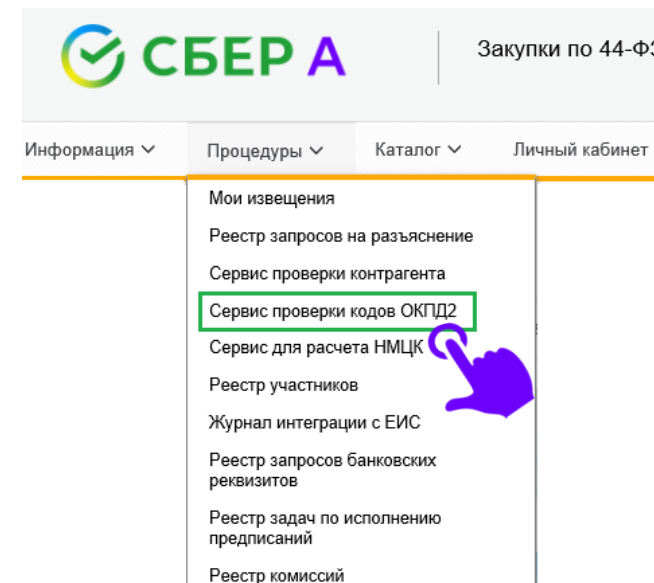 СБЕР А
Закупки по 44-ФЗ
Информация
Процедуры
Каталог
Личный кабинет
Мои извещения
Реестр запросов на разъяснение
Сервис проверки контрагента
Сервис проверки кодов ОКПД2
Сервис для расчета НМЦК
Реестр участников
Журнал интеграции с ЕИС
Реестр запросов банковских
реквизитов
Реестр задач по исполнению
предписаний
Реестр комиссий